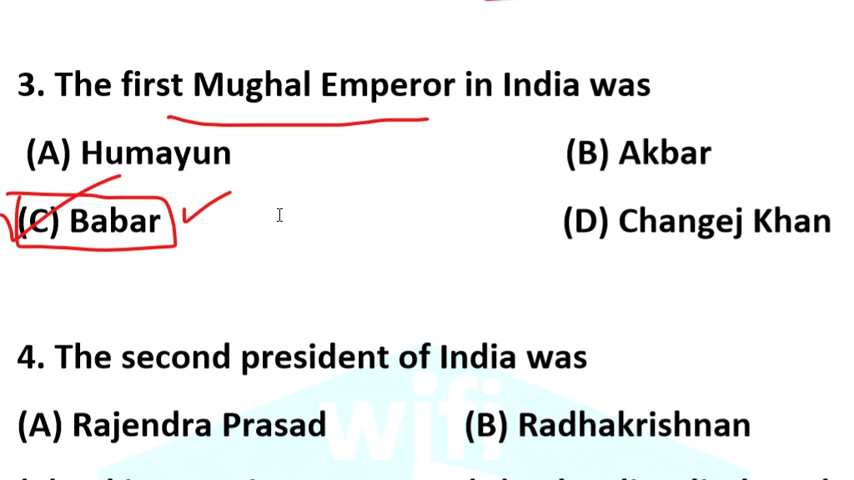 3. The first Mughal Emperor in India was
(A) Humayun (B) Akbar
(C) Babar (D) Changej Khan
4. The second president of India was
wifi
(A) Rajendra Prasad (B) Radhakrishnan